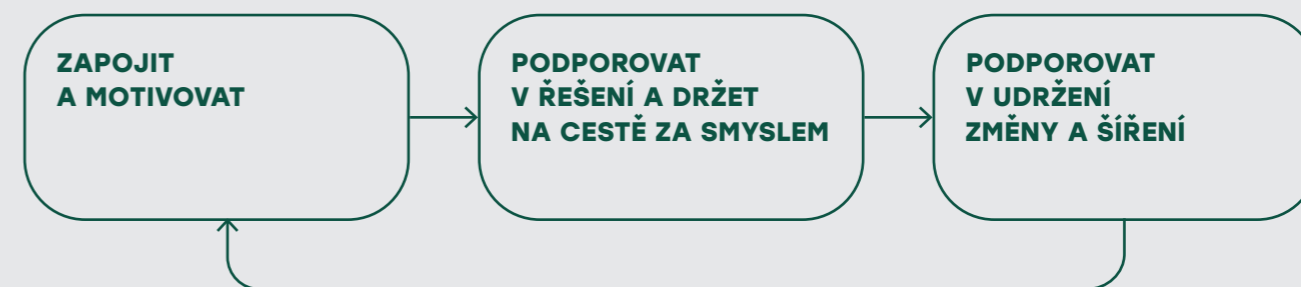 ZAPOJIT
A MOTIVOVAT
PODPOROVAT
V ŘEŠENÍ A DRŽET
NA CESTĚ ZA SMYSLEM
PODPOROVAT
V UDRŽENÍ
ZMĚNY A ŠÍŘENÍ